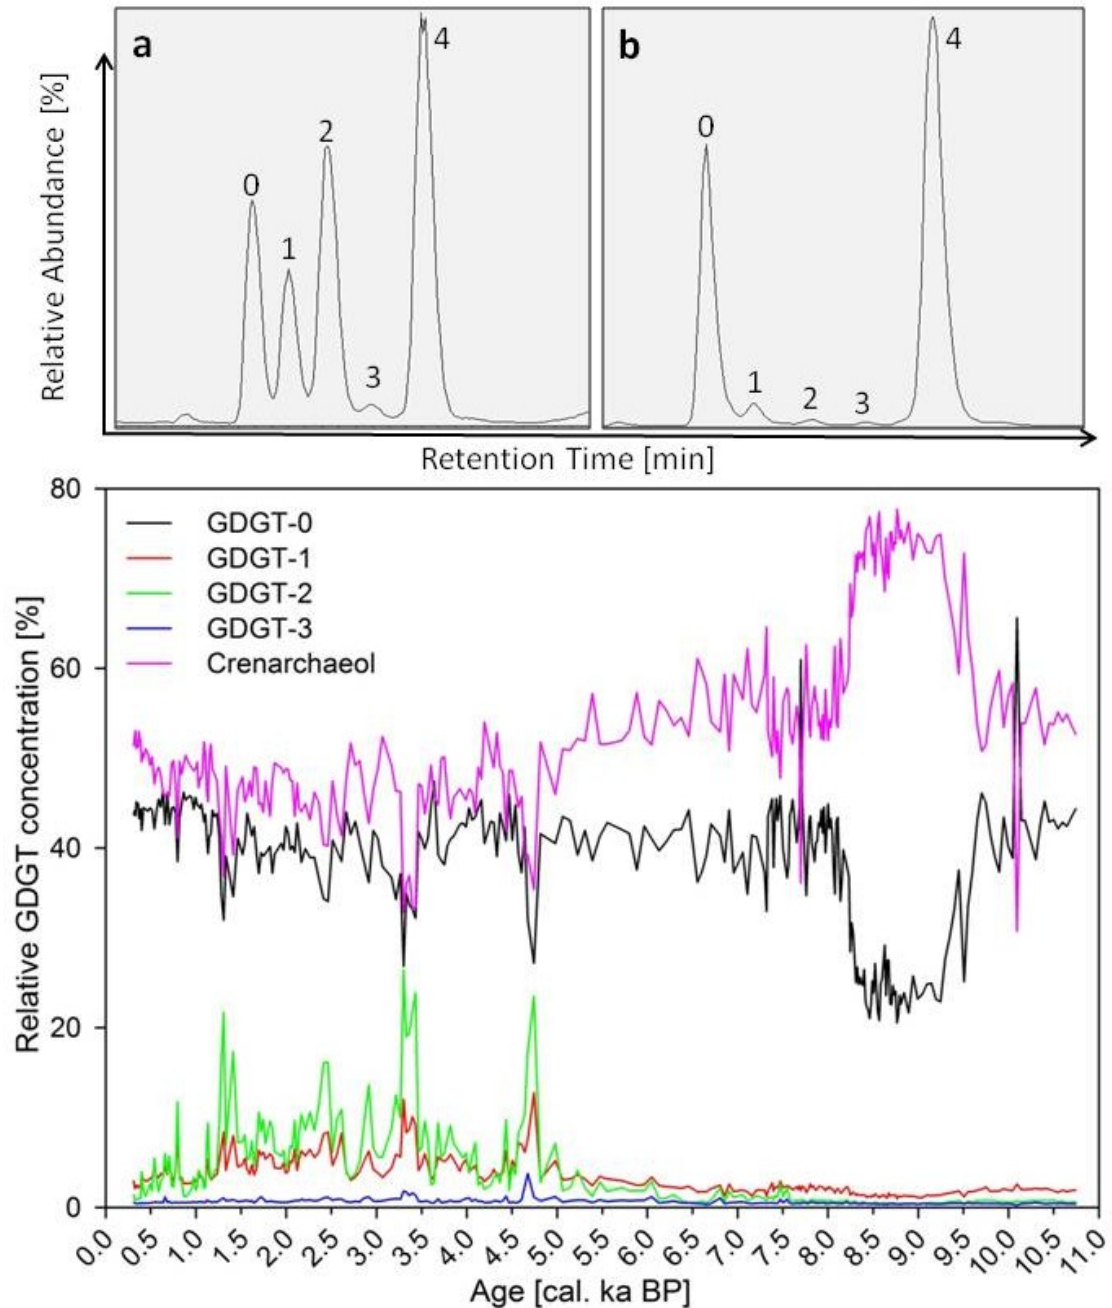 a
b
0
1
2
3
4
0
1
2
3
4
Relative Abundance [%]
Retention Time [min]
80
60
40
20
0
Relative GDGT concentration [%]
GDGT-0
GDGT-1
GDGT-2
GDGT-3
Crenarchaeol
0.0 0.5 1.0 1.5 2.0 2.5 3.0 3.5 4.0 4.5 5.0 5.5 6.0 6.5 7.0 7.5 8.0 8.5 9.0 9.5 10.0 10.5 11.0
Age [cal. ka BP]